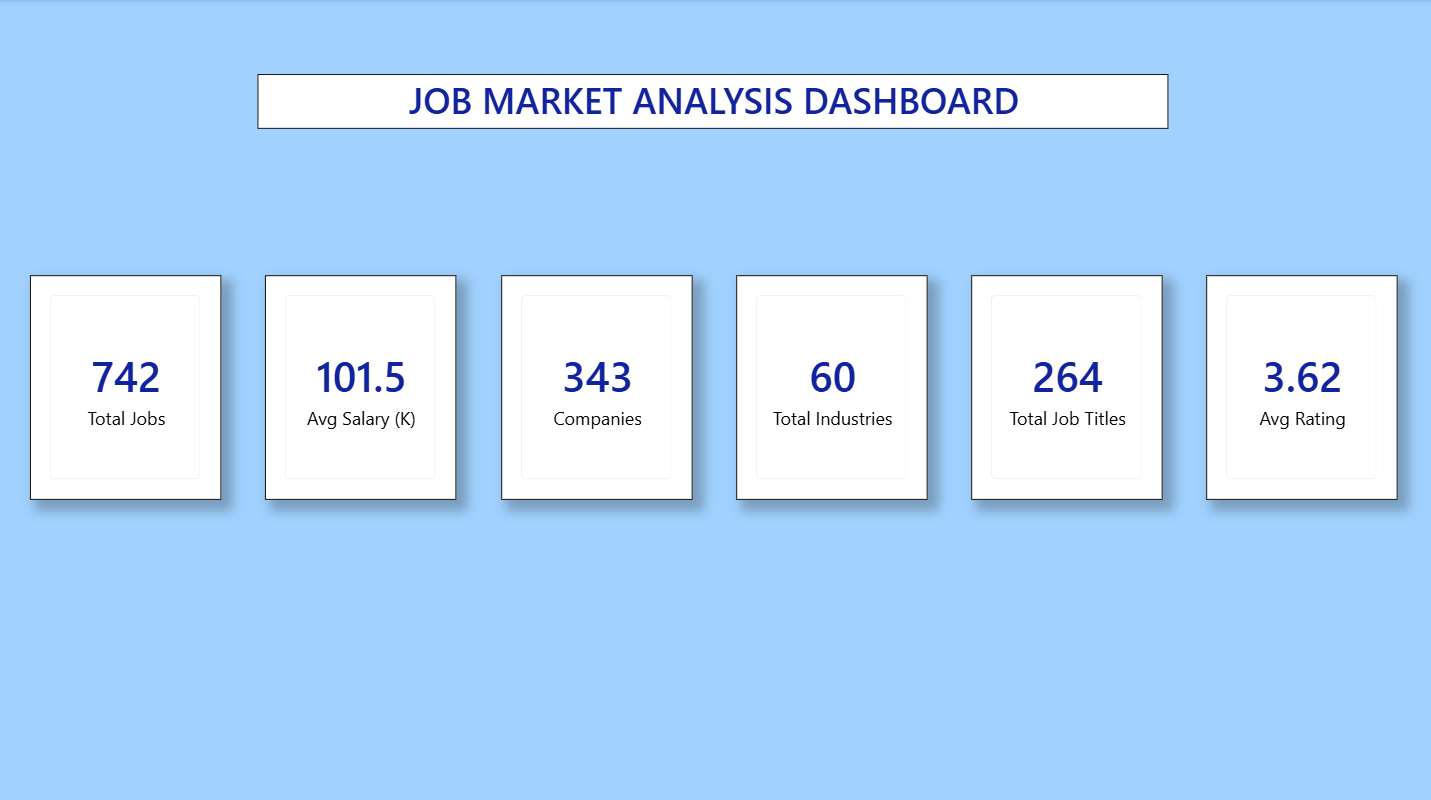 JOB MARKET ANALYSIS DASHBOARD
742
Total Jobs
101.5
Avg Salary (K)
343
Companies
60
Total Industries
264
Total Job Titles
3.62
Avg Rating